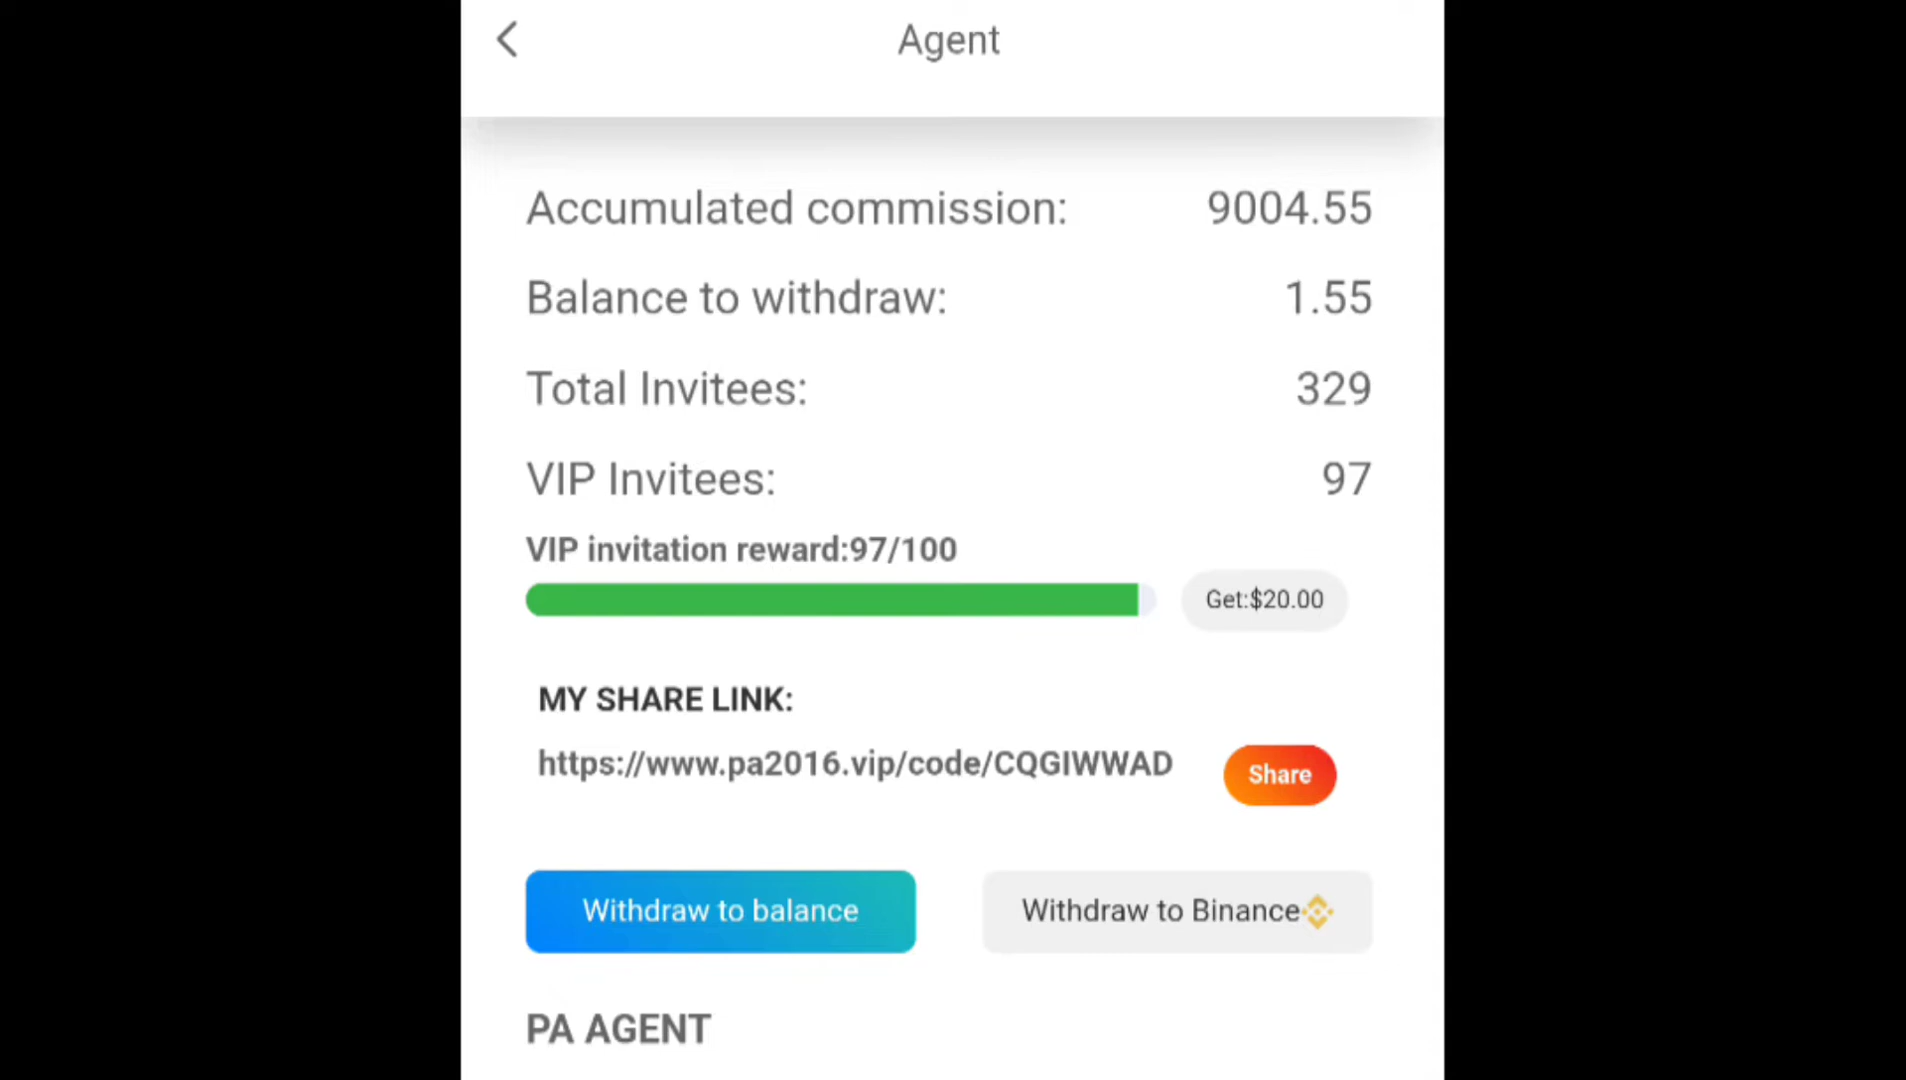 Agent
Accumulated commission: 9004.55
Balance to withdraw: 1.55
Total Invitees: 329
VIP Invitees: 97
VIP invitation reward:97/100
Get:$20.00
MY SHARE LINK:
https://www.pa2016.vip/code/CQGIWWAD
Share
Withdraw to balance
Withdraw to Binance
PA AGENT